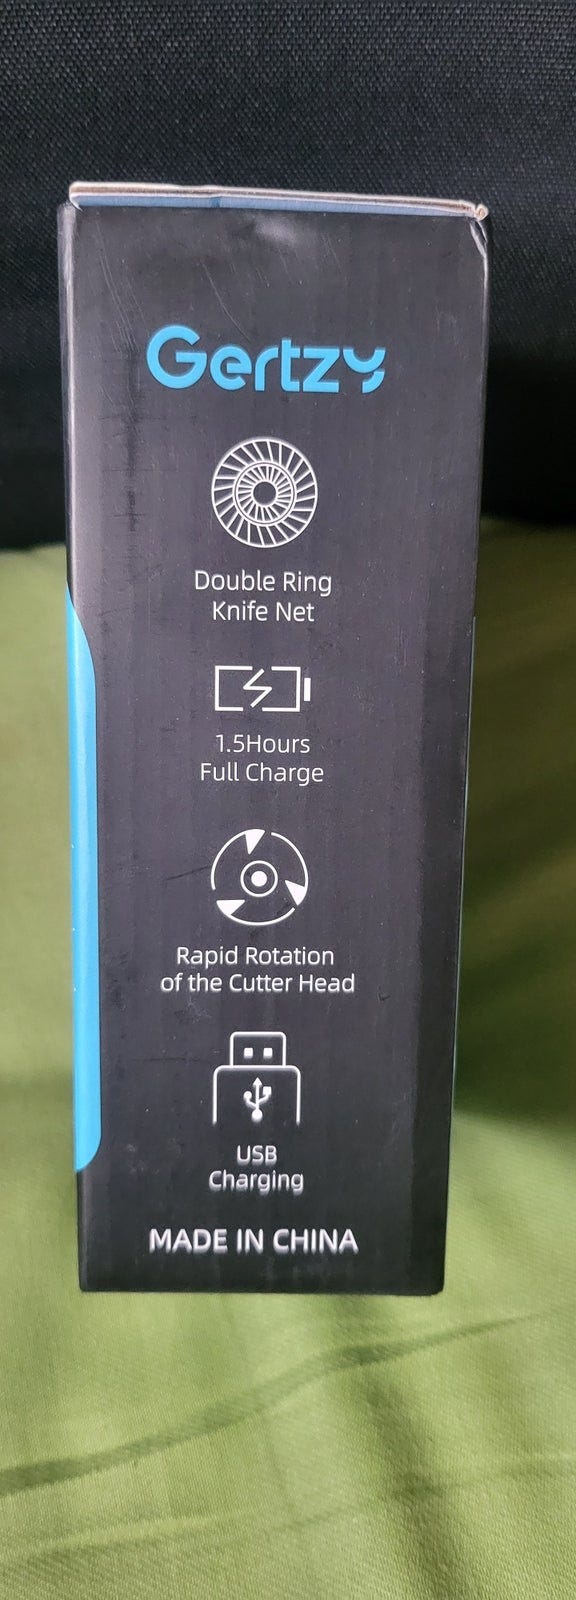 Gertzy
Double Ring
Knife Net
1.5Hours
Full Charge
Rapid Rotation
of the Cutter Head
USB
Charging
MADE IN CHINA